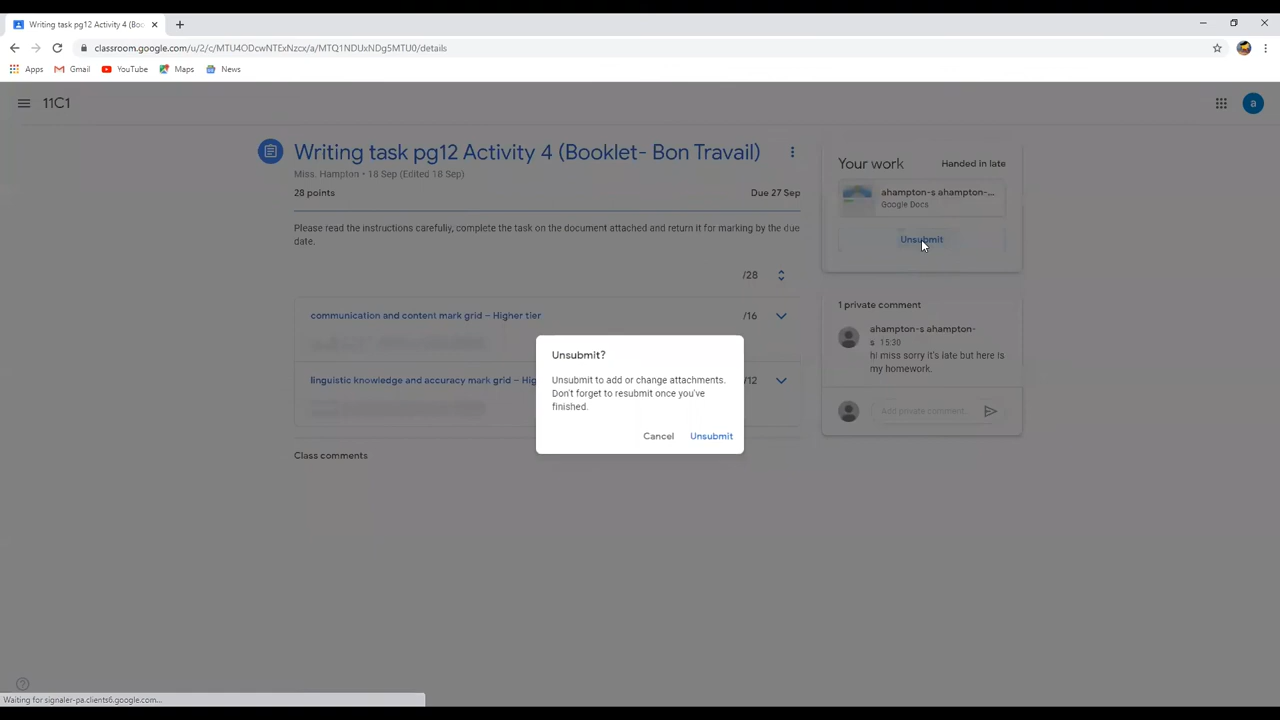 Writing task pg12 Activity 4 (Boo
classroom.google.com/u/2/c/MTU4ODcwNTExNzcx/a/MTQ1NDUxNDg5MTU0/details
Apps Gmail YouTube Maps News
11C1
a
Writing task pg12 Activity 4 (Booklet- Bon Travail)
Miss. Hampton • 18 Sep (Edited 18 Sep)
28 points Due 27 Sep
Please read the instructions carefully, complete the task on the document attached and return it for marking by the due
date.
/28
communication and content mark grid – Higher tier /16
linguistic knowledge and accuracy mark grid – Hig /12
Class comments
Your work Handed in late
ahampton-s ahampton-...
Google Docs
Unsubmit
1 private comment
ahampton-s ahampton-
s 15:30
hi miss sorry it's late but here is
my homework.
Add private comment...
Unsubmit?
Unsubmit to add or change attachments.
Don't forget to resubmit once you've
finished.
Cancel Unsubmit
Waiting for signaler-pa.clients6.google.com...